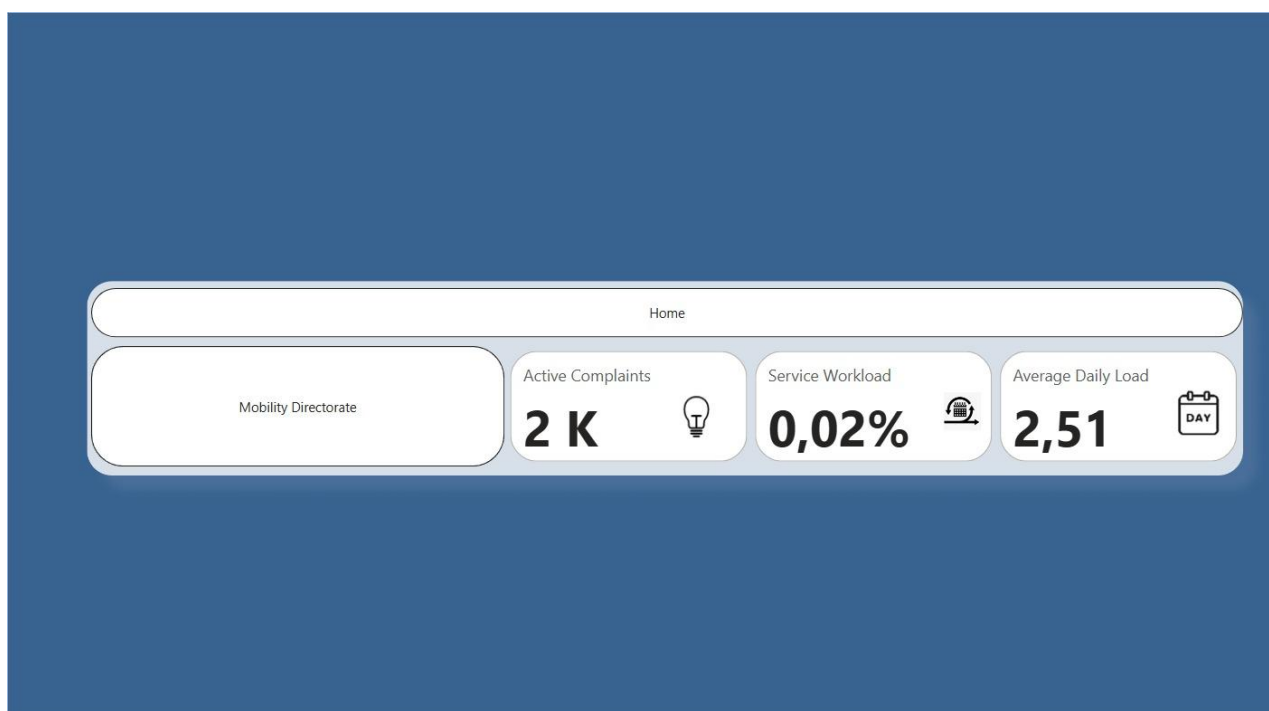 Home
Mobility Directorate
Active Complaints
2 K
Service Workload
0,02%
Average Daily Load
2,51
DAY